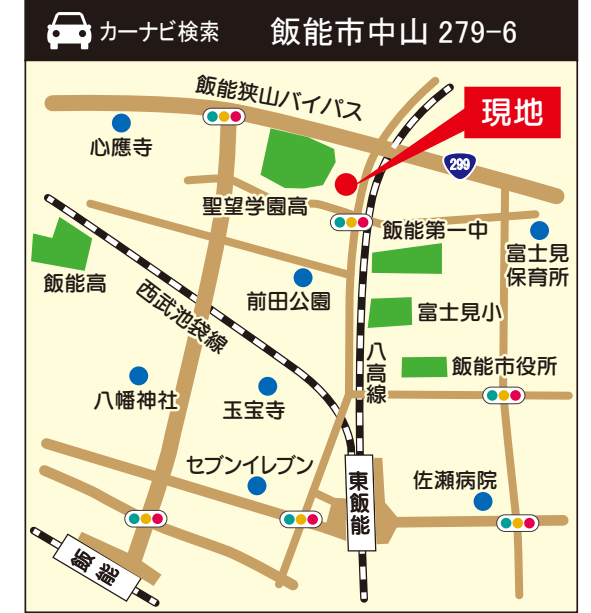 カーナビ検索 飯能市中山 279-6
飯能狭山バイパス
現地
心應寺
299
聖望学園高
飯能第一中
富士見
保育所
飯能高
前田公園
富士見小
西武池袋線
八高線
飯能市役所
八幡神社
玉宝寺
セブンイレブン
東飯能
佐瀬病院
飯能